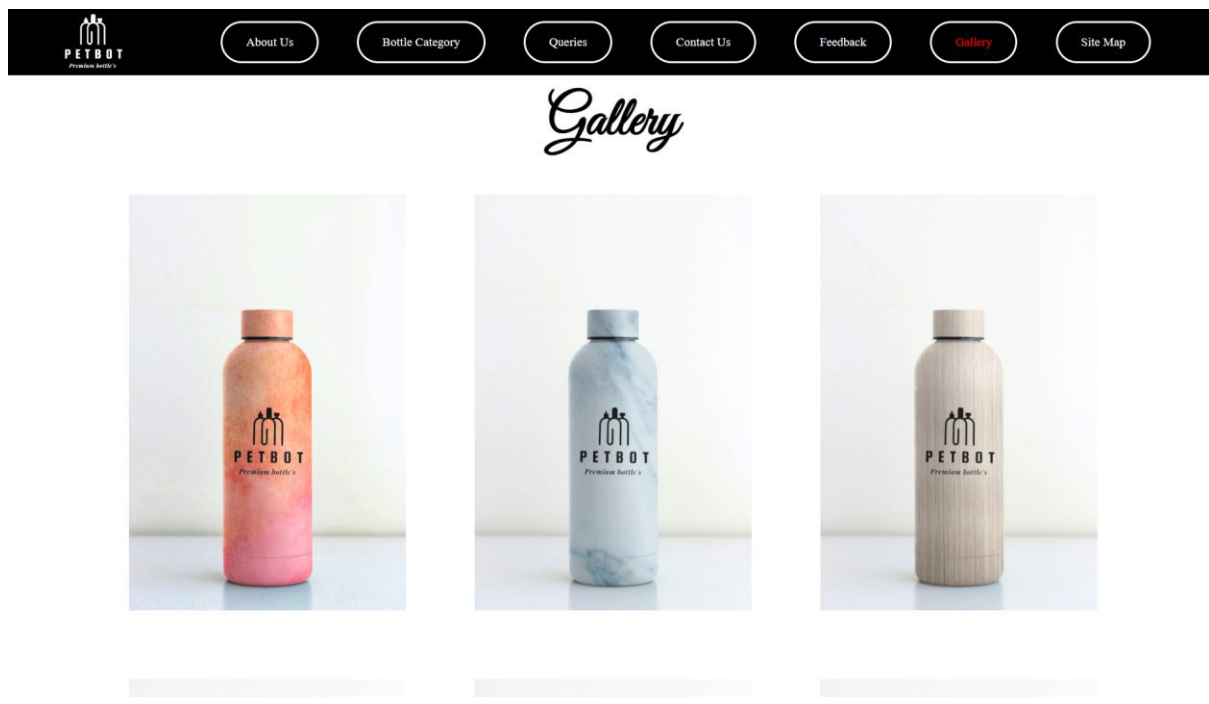 PETBOT
Premium bottle's
About Us
Bottle Category
Queries
Contact Us
Feedback
Gallery
Site Map
Gallery
PETBOT
Premium bottle's
PETBOT
Premium bottle's
PETBOT
Premium bottle's